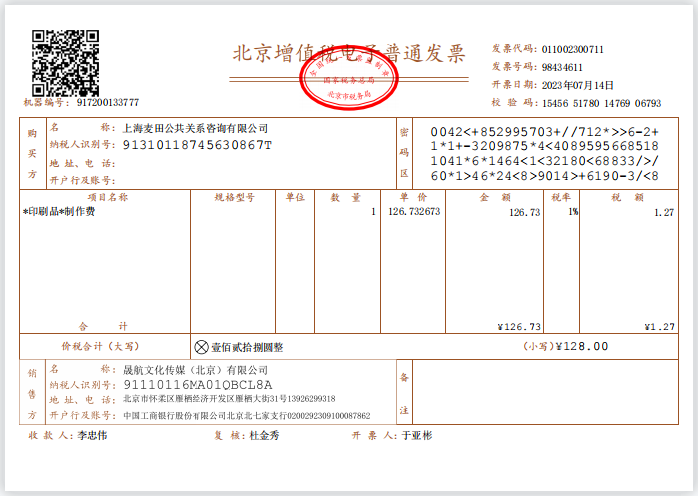 北京增值税电子普通发票
全国统一发票监制章
国家税务总局
北京市税务局
发票代码: 011002300711
发票号码: 98434611
开票日期: 2023年07月14日
校 验 码: 15456 51780 14769 06793
机器编号: 917200133777
购买方
名 称: 上海麦田公共关系咨询有限公司
纳税人识别号: 91310118745630867T
地 址、电 话:
开户行及账号:
密码区
0042<+852995703+//712*>>6-2+
1*1+-3209875*4<4089595668518
1041*6*1464<1<32180<68833/>/
60*1>46*24<8>9014>+6190-3/<8
项目名称 规格型号 单位 数 量 单 价 金 额 税率 税 额
*印刷品*制作费 1 126.732673 126.73 1% 1.27
合 计 ¥126.73 ¥1.27
价税合计（大写） 壹佰贰拾捌圆整 (小写)¥128.00
销售方
名 称: 晟航文化传媒（北京）有限公司
纳税人识别号: 91110116MA01QBCL8A
地 址、电 话: 北京市怀柔区雁栖经济开发区雁栖大街31号13926299318
开户行及账号: 中国工商银行股份有限公司北京北七家支行0200292309100087862
备注
收 款 人: 李忠伟 复 核: 杜金秀 开 票 人: 于亚彬